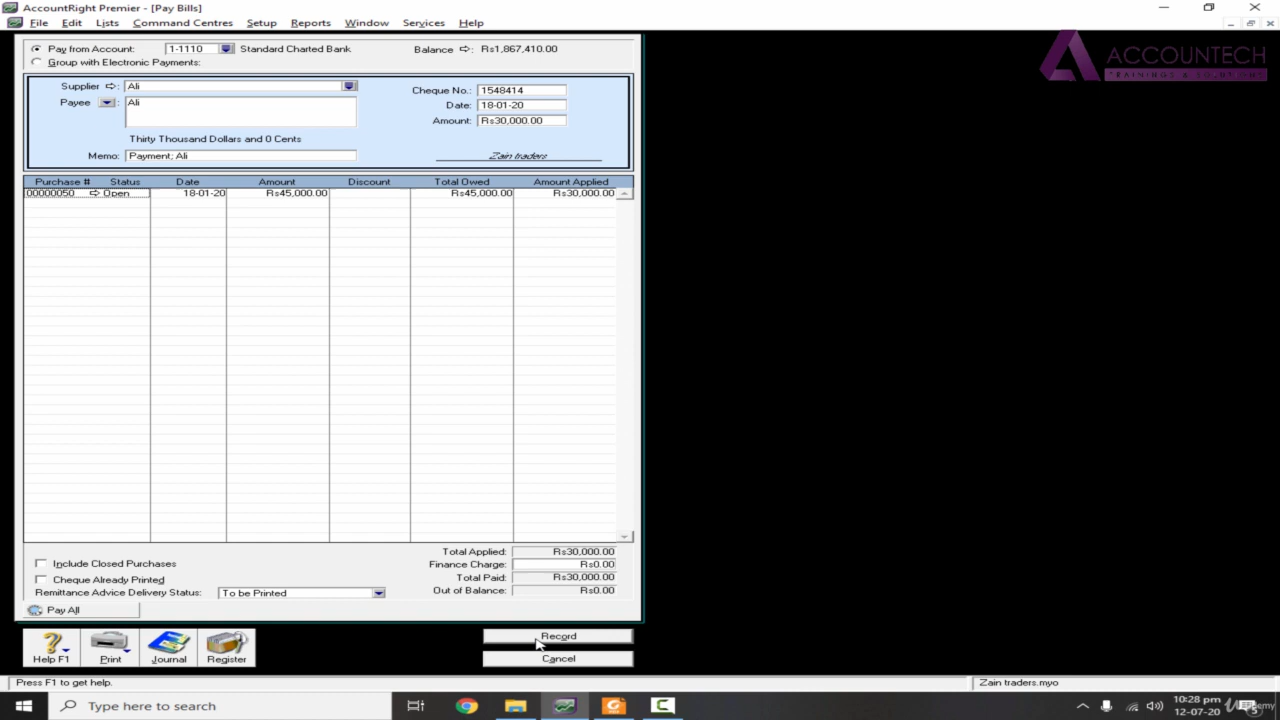 AccountRight Premier - [Pay Bills]
File Edit Lists Command Centres Setup Reports Window Services Help
Pay from Account: 1-1110 Standard Charted Bank Balance ⇨: Rs1,867,410.00
Group with Electronic Payments:
Supplier ⇨: Ali
Payee : Ali
Cheque No.: 1548414
Date: 18-01-20
Amount: Rs30,000.00
Thirty Thousand Dollars and 0 Cents
Memo: Payment; Ali
Zain traders
Purchase # Status Date Amount Discount Total Owed Amount Applied
00000050 ⇨ Open 18-01-20 Rs45,000.00 Rs45,000.00 Rs30,000.00
Include Closed Purchases
Cheque Already Printed
Remittance Advice Delivery Status: To be Printed
Total Applied: Rs30,000.00
Finance Charge: Rs0.00
Total Paid: Rs30,000.00
Out of Balance: Rs0.00
Pay All
Help F1 Print Journal Register
Record
Cancel
Press F1 to get help. Zain traders.myo
Type here to search
10:28 pm
12-07-20
ACCOUNTECH
TRAININGS & SOLUTIONS